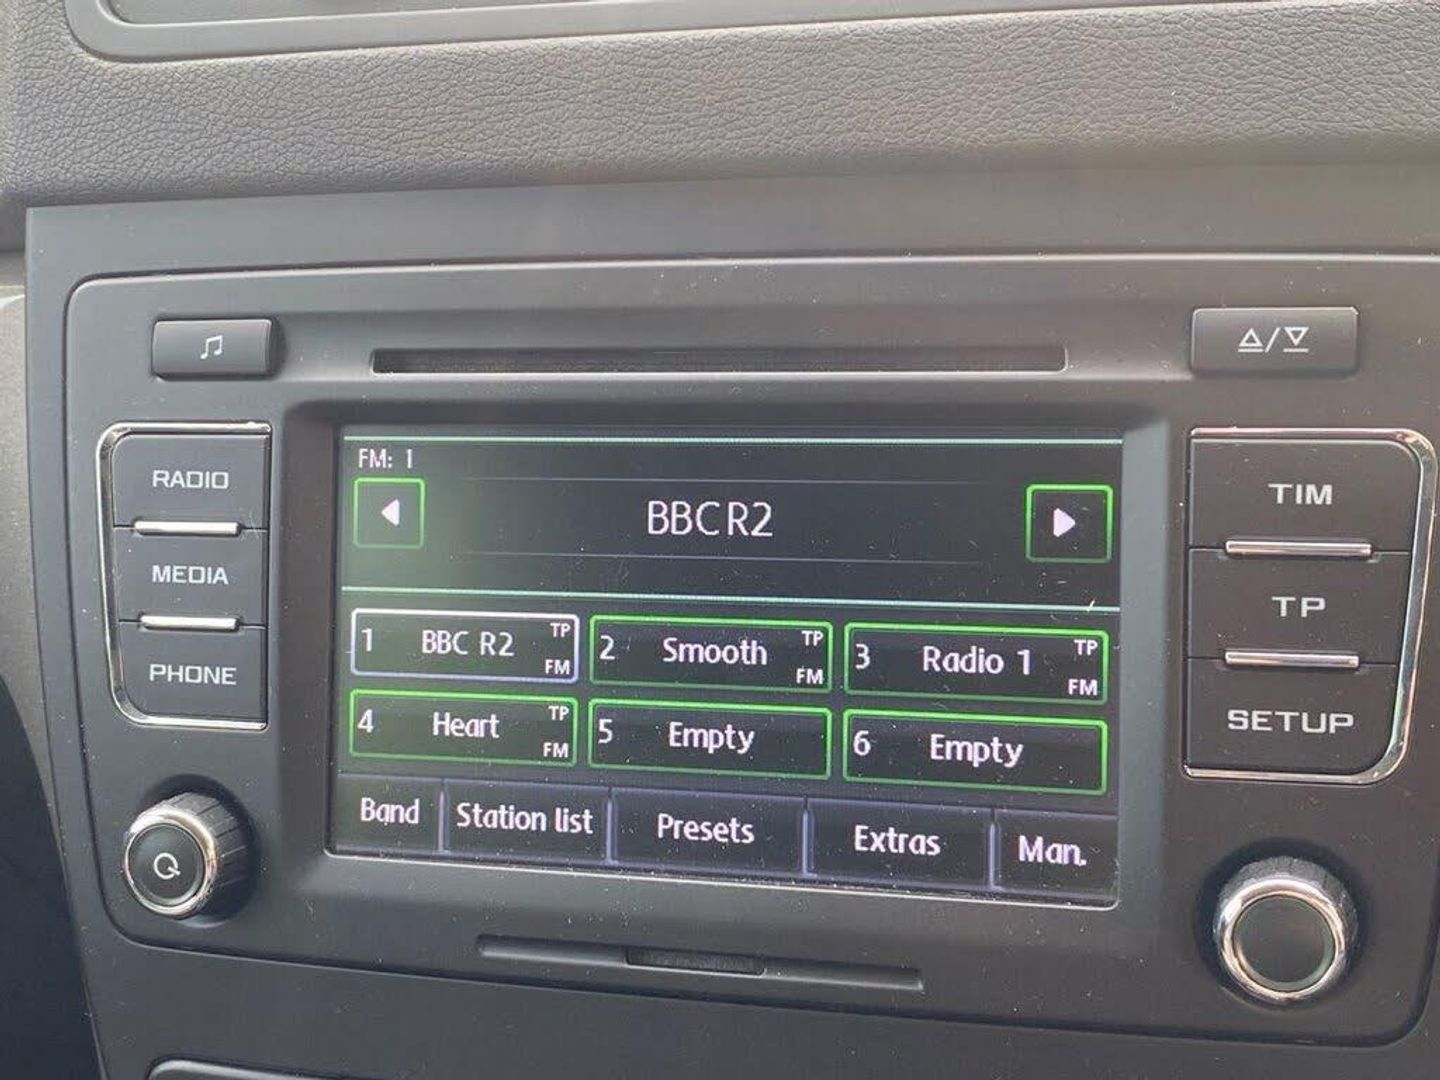 RADIO
MEDIA
PHONE
FM: 1
BBC R2
1 BBC R2 TP FM
2 Smooth TP FM
3 Radio 1 TP FM
4 Heart TP FM
5 Empty
6 Empty
Band Station list Presets Extras Man.
TIM
TP
SETUP